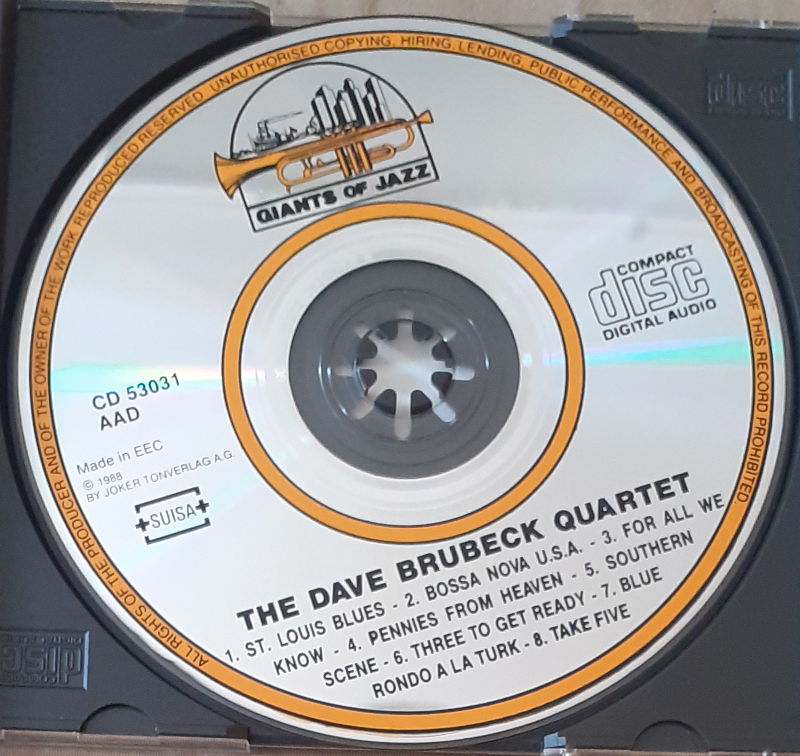 ALL RIGHTS OF THE PRODUCER AND OF THE OWNER OF THE WORK REPRODUCED RESERVED. UNAUTHORISED COPYING, HIRING, LENDING, PUBLIC PERFORMANCE AND BROADCASTING OF THIS RECORD PROHIBITED
GIANTS OF JAZZ
COMPACT
disc
DIGITAL AUDIO
CD 53031
AAD
Made in EEC
© 1988
BY JOKER TONVERLAG A.G.
SUISA
THE DAVE BRUBECK QUARTET
1. ST. LOUIS BLUES - 2. BOSSA NOVA U.S.A. - 3. FOR ALL WE
KNOW - 4. PENNIES FROM HEAVEN - 5. SOUTHERN
SCENE - 6. THREE TO GET READY - 7. BLUE
RONDO A LA TURK - 8. TAKE FIVE
disc
COMPACT
disc
DIGITAL AUDIO